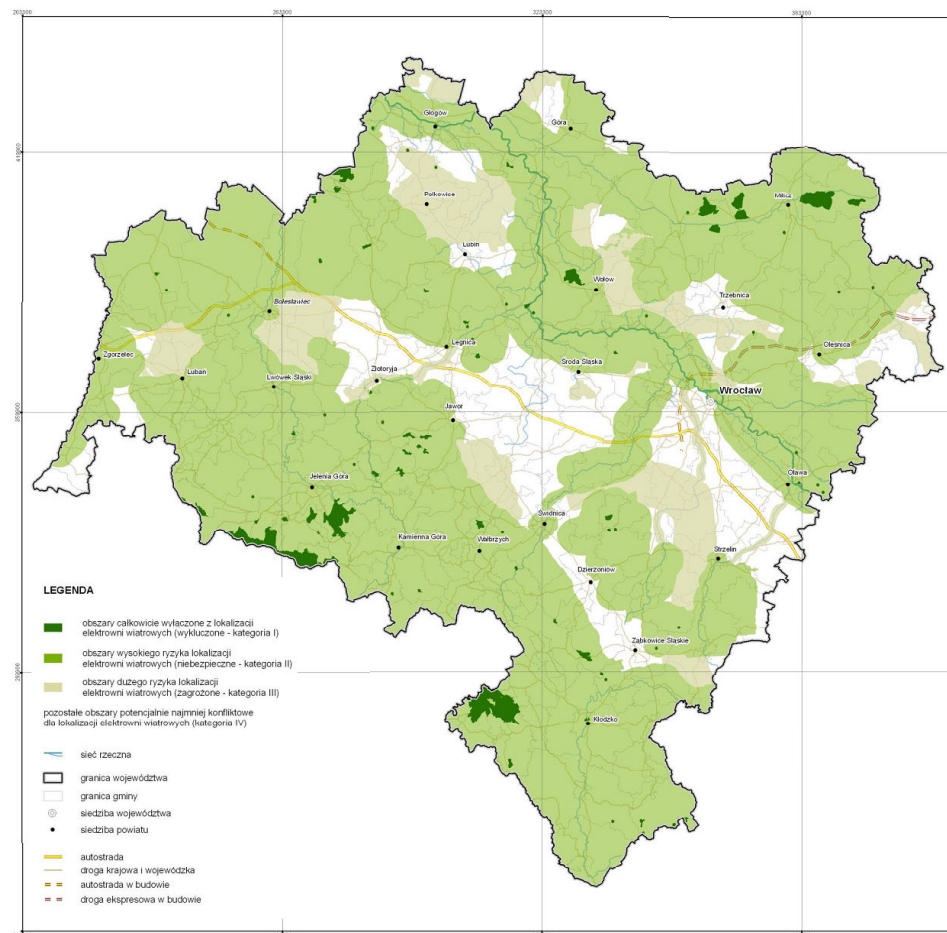 263000
293000
323000
353000
Głogów
Góra
Polkowice
Milicz
Lubin
Wołów
Trzebnica
Bolesławiec
Legnica
Oleśnica
Zgorzelec
Środa Śląska
Lubań
Lwówek Śląski
Złotoryja
Wrocław
Jawor
Jelenia Góra
Oława
Świdnica
Kamienna Góra
Wałbrzych
Strzelin
Dzierżoniów
Ząbkowice Śląskie
Kłodzko
LEGENDA
obszary całkowicie wyłączone z lokalizacji
elektrowni wiatrowych (wykluczone - kategoria I)
obszary wysokiego ryzyka lokalizacji
elektrowni wiatrowych (niebezpieczne - kategoria II)
obszary dużego ryzyka lokalizacji
elektrowni wiatrowych (zagrożone - kategoria III)
pozostałe obszary potencjalnie najmniej konfliktowe
dla lokalizacji elektrowni wiatrowych (kategoria IV)
sieć rzeczna
granica województwa
granica gminy
siedziba województwa
siedziba powiatu
autostrada
droga krajowa i wojewódzka
autostrada w budowie
droga ekspresowa w budowie